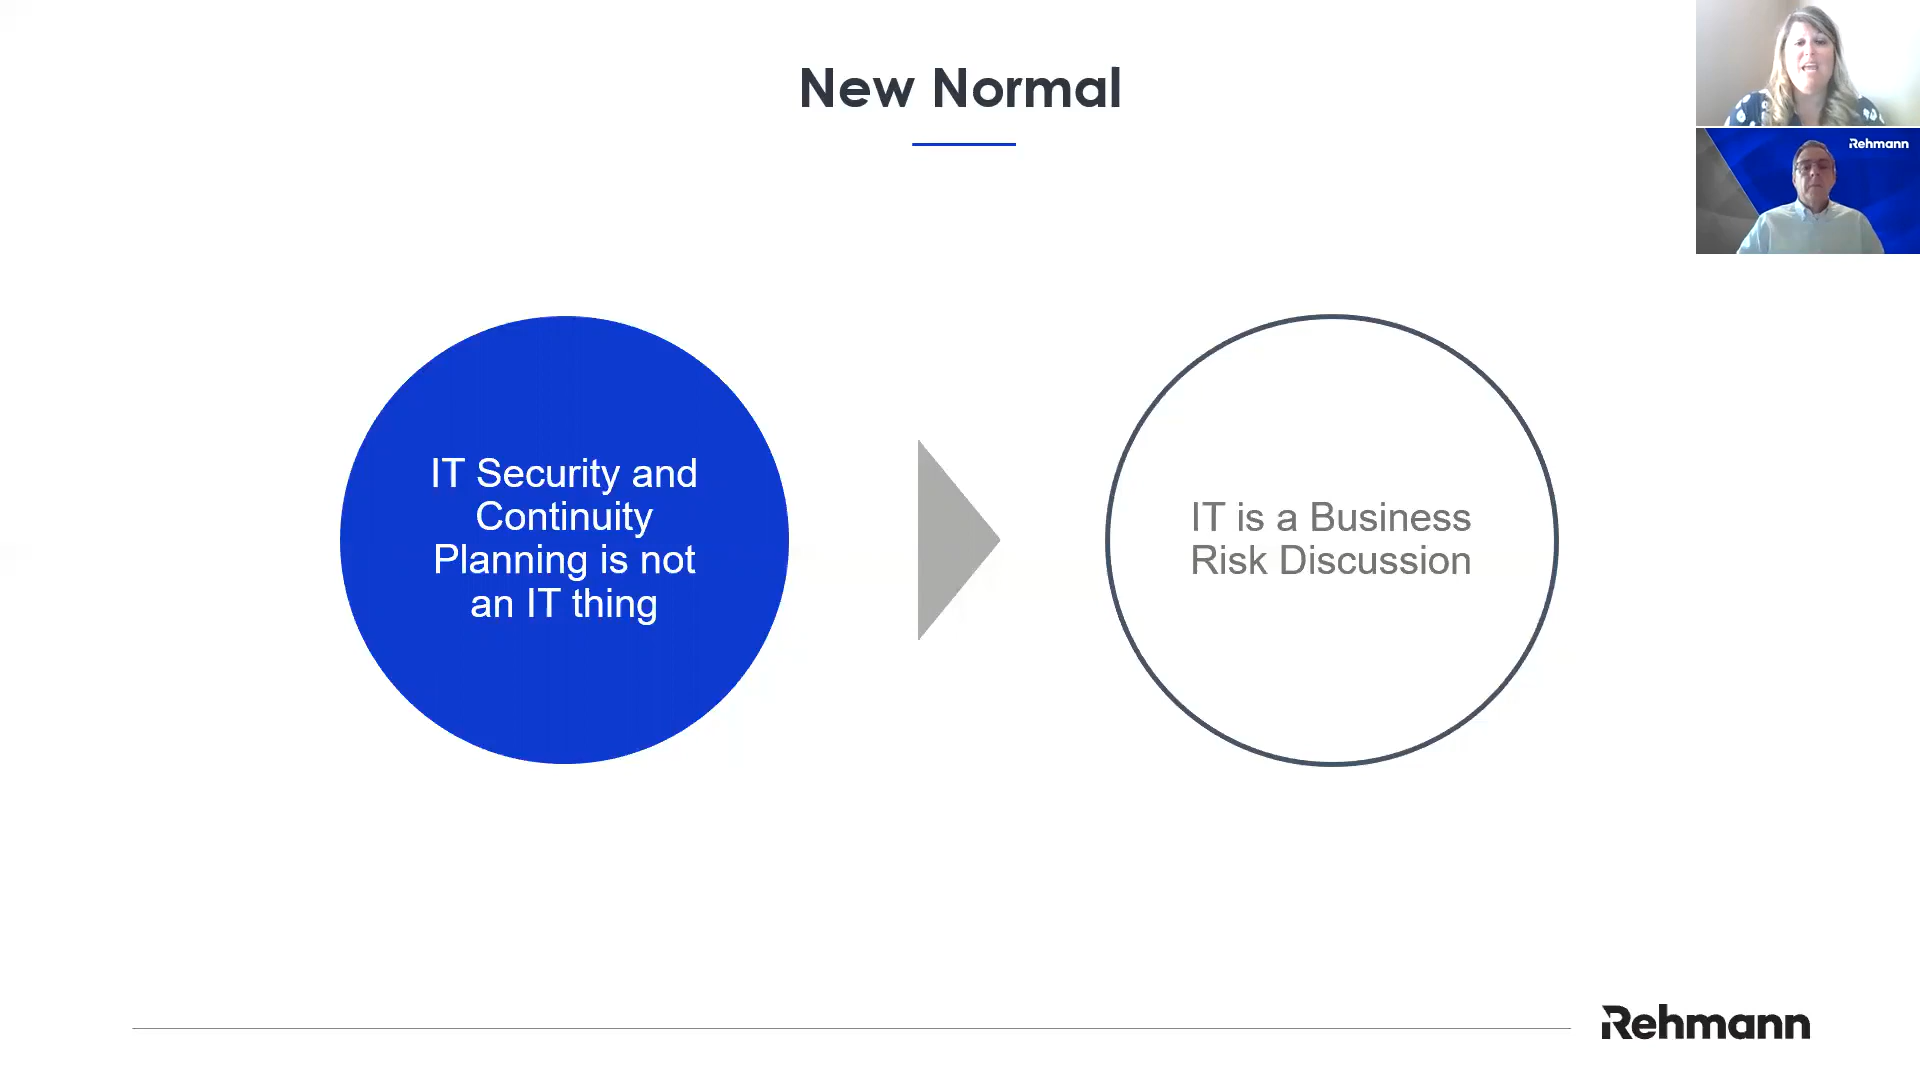 New Normal
Rehmann
IT Security and
Continuity
Planning is not
an IT thing
IT is a Business
Risk Discussion
Rehmann